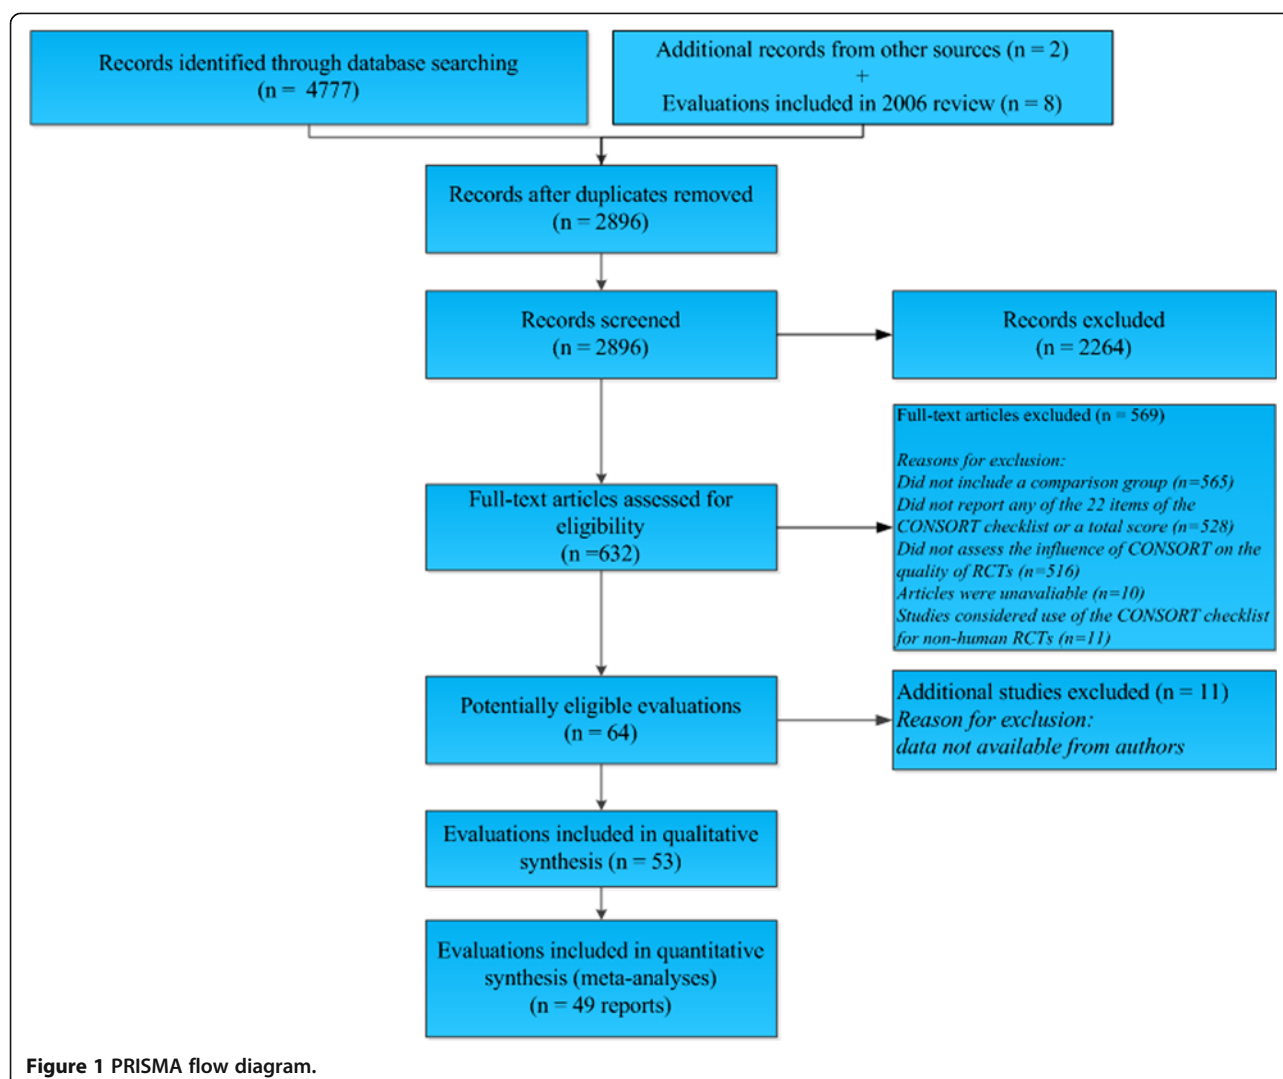 Records identified through database searching
(n =  4777)
Additional records from other sources (n = 2)
+
Evaluations included in 2006 review (n = 8)
Records after duplicates removed
(n = 2896)
Records screened
(n = 2896)
Records excluded
(n = 2264)
Full-text articles assessed for
eligibility
(n =632)
Full-text articles excluded (n = 569)
Reasons for exclusion:
Did not include a comparison group (n=565)
Did not report any of the 22 items of the
CONSORT checklist or a total score (n=528)
Did not assess the influence of CONSORT on the
quality of RCTs (n=516)
Articles were unavaliable (n=10)
Studies considered use of the CONSORT checklist
for non-human RCTs (n=11)
Potentially eligible evaluations
(n = 64)
Additional studies excluded (n = 11)
Reason for exclusion:
data not available from authors
Evaluations included in qualitative
synthesis (n = 53)
Evaluations included in quantitative
synthesis (meta-analyses)
(n = 49 reports)
Figure 1 PRISMA flow diagram.